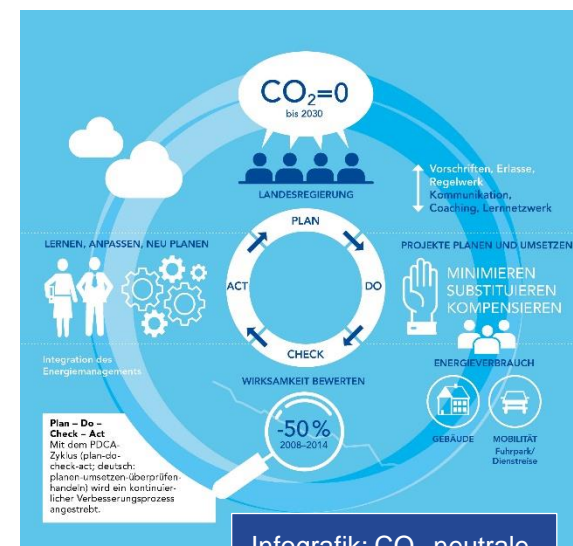 CO₂=0
bis 2030
LANDESREGIERUNG
Vorschriften, Erlasse,
Regelwerk
Kommunikation,
Coaching, Lernnetzwerk
PLAN
DO
CHECK
ACT
LERNEN, ANPASSEN, NEU PLANEN
Integration des
Energiemanagements
PROJEKTE PLANEN UND UMSETZEN
MINIMIEREN
SUBSTITUIEREN
KOMPENSIEREN
ENERGIEVERBRAUCH
GEBÄUDE
MOBILITÄT
Fuhrpark/
Dienstreise
WIRKSAMKEIT BEWERTEN
-50%
2008–2014
Plan – Do –
Check – Act
Mit dem PDCA-
Zyklus (plan-do-
check-act; deutsch:
planen-umsetzen-überprüfen-
handeln) wird ein kontinuier-
licher Verbesserungsprozess
angestrebt.
Infografik: CO₂-neutrale